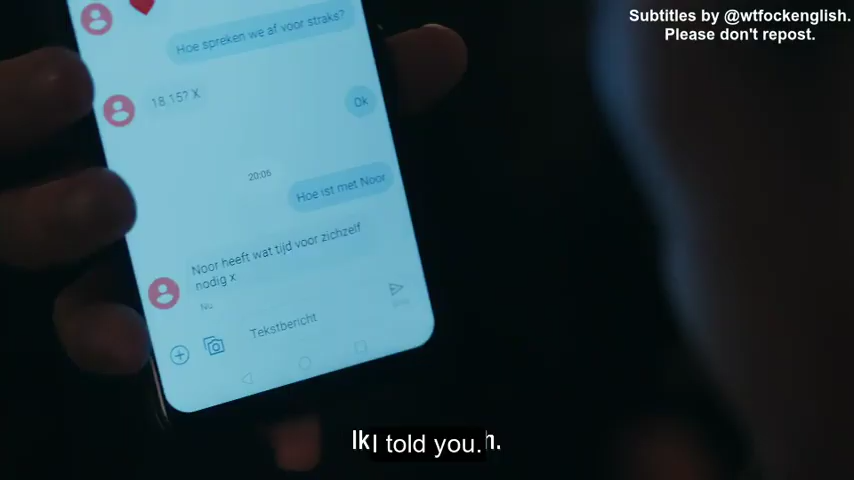 Subtitles by @wtfockenglish.
Please don't repost.
Hoe spreken we af voor straks?
18.15? X
Ok
20:06
Hoe ist met Noor
Noor heeft wat tijd voor zichzelf
nodig x
Nu
Tekstbericht
I told you.